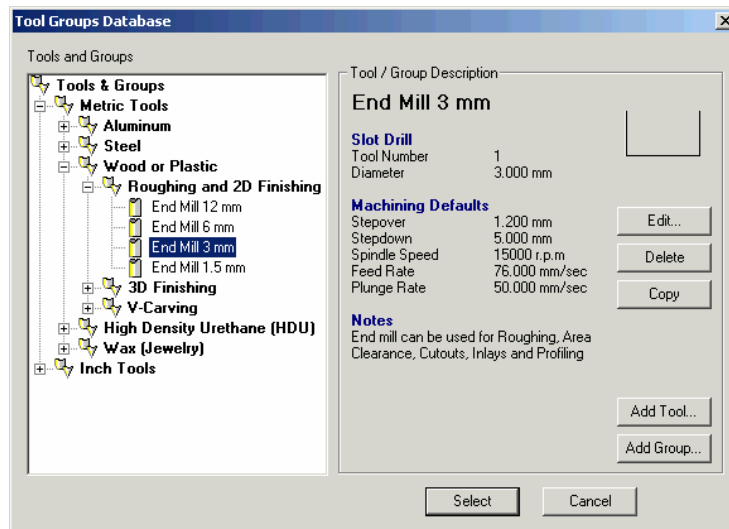 Tool Groups Database
Tools and Groups
Tools & Groups
Metric Tools
Aluminum
Steel
Wood or Plastic
Roughing and 2D Finishing
End Mill 12 mm
End Mill 6 mm
End Mill 3 mm
End Mill 1.5 mm
3D Finishing
V-Carving
High Density Urethane (HDU)
Wax (Jewelry)
Inch Tools
Tool / Group Description
End Mill 3 mm
Slot Drill
Tool Number 1
Diameter 3.000 mm
Machining Defaults
Stepover 1.200 mm
Stepdown 5.000 mm
Spindle Speed 15000 r.p.m
Feed Rate 76.000 mm/sec
Plunge Rate 50.000 mm/sec
Notes
End mill can be used for Roughing, Area
Clearance, Cutouts, Inlays and Profiling
Edit...
Delete
Copy
Add Tool...
Add Group...
Select
Cancel